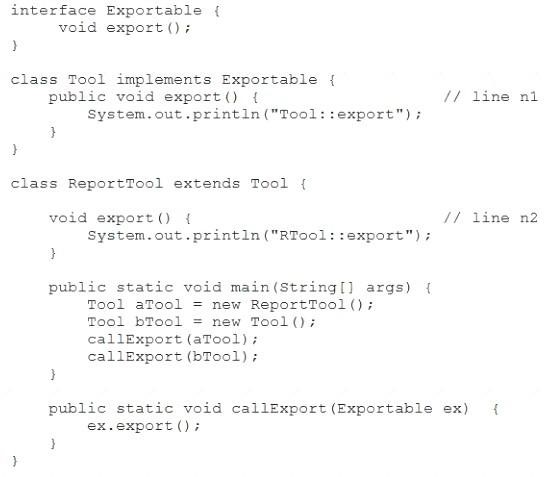 interface Exportable {
void export();
}
class Tool implements Exportable {
public void export() { // line n1
System.out.println("Tool::export");
}
}
class ReportTool extends Tool {
void export() { // line n2
System.out.println("RTool::export");
}
public static void main(String[] args) {
Tool aTool = new ReportTool();
Tool bTool = new Tool();
callExport(aTool);
callExport(bTool);
}
public static void callExport(Exportable ex) {
ex.export();
}
}